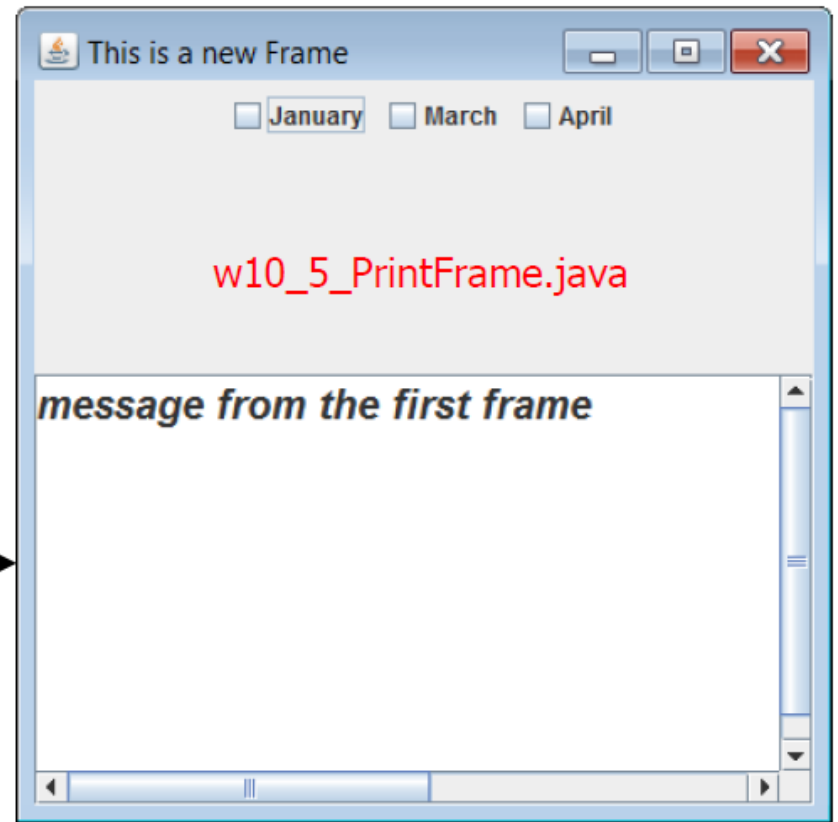 This is a new Frame
January March April
w10_5_PrintFrame.java
message from the first frame